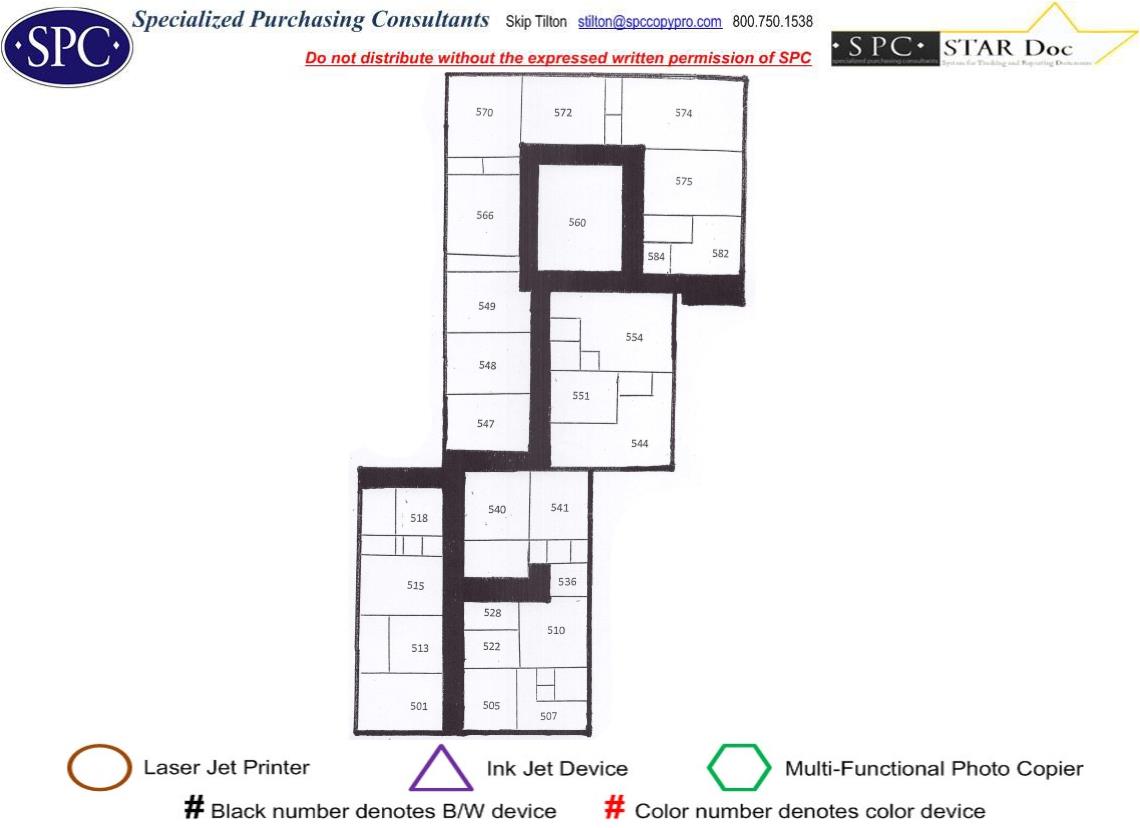 Specialized Purchasing Consultants Skip Tilton stilton@spccopypro.com 800.750.1538
·SPC·
Do not distribute without the expressed written permission of SPC
· S P C · STAR Doc
specialized purchasing consultants System for Tracking and Reporting Documents
570 572 574
575
566 560
584 582
549
554
548
551
547
544
540 541
518
515 536
528
510
522 513
505 501
507
Laser Jet Printer Ink Jet Device Multi-Functional Photo Copier
# Black number denotes B/W device # Color number denotes color device